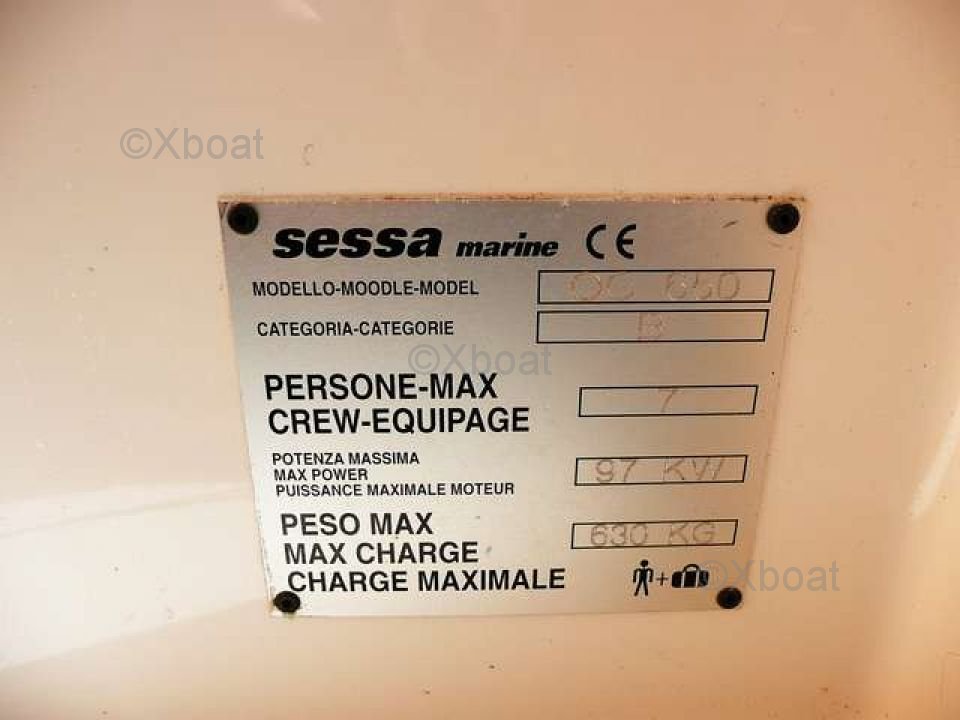 ©Xboat
sessa marine CE
MODELLO-MOODLE-MODEL
CATEGORIA-CATEGORIE B
©Xboat
PERSONE-MAX
CREW-EQUIPAGE 7
POTENZA MASSIMA
MAX POWER 97 KW
PUISSANCE MAXIMALE MOTEUR
PESO MAX 630 KG
MAX CHARGE
CHARGE MAXIMALE
+ ©Xboat